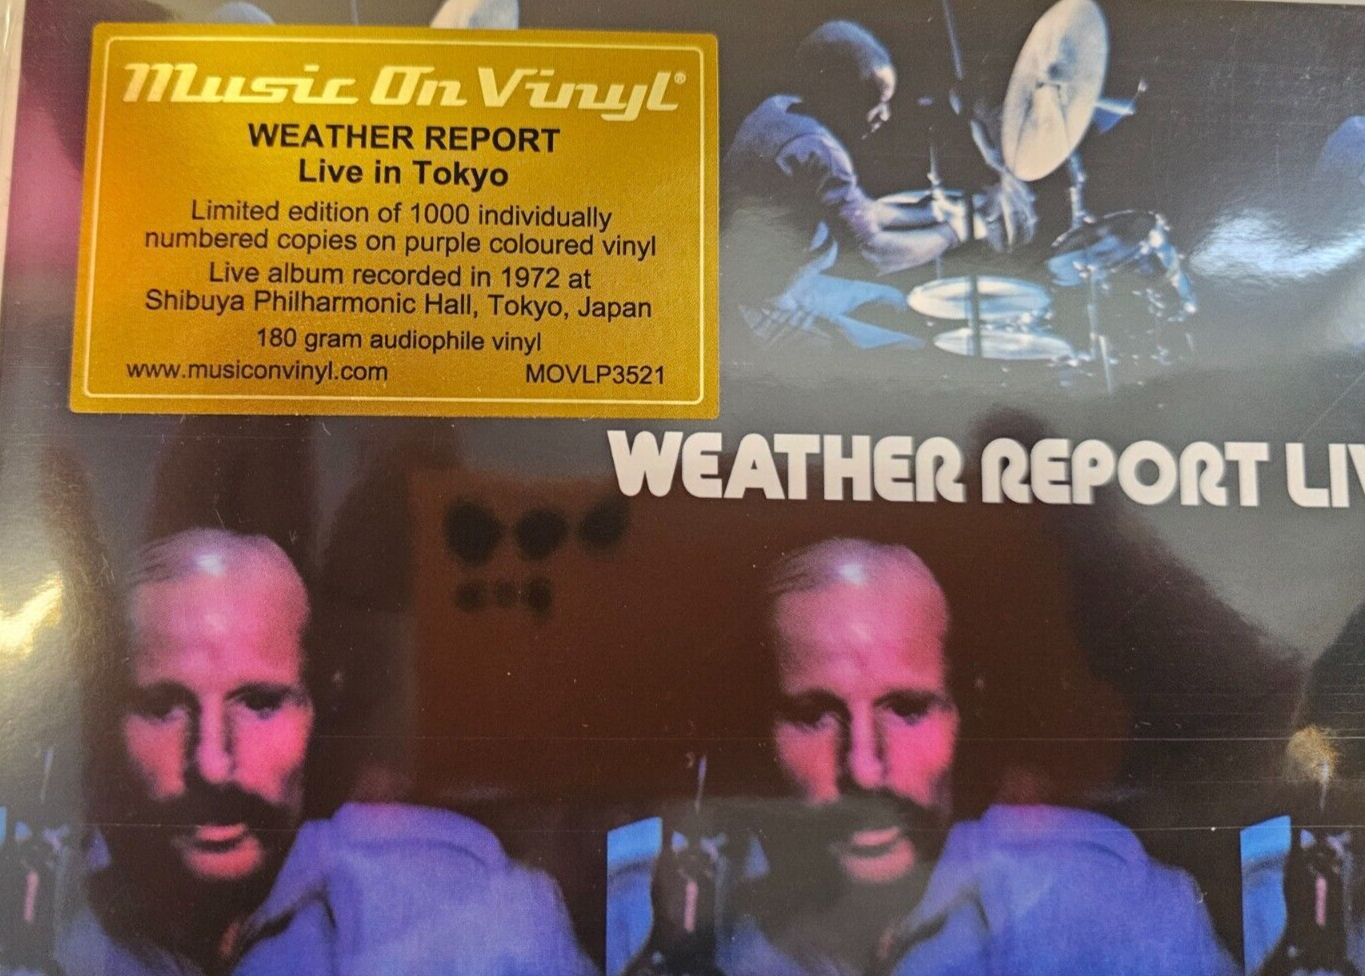 Music On Vinyl®
WEATHER REPORT
Live in Tokyo
Limited edition of 1000 individually
numbered copies on purple coloured vinyl
Live album recorded in 1972 at
Shibuya Philharmonic Hall, Tokyo, Japan
180 gram audiophile vinyl
www.musiconvinyl.com MOVLP3521
WEATHER REPORT